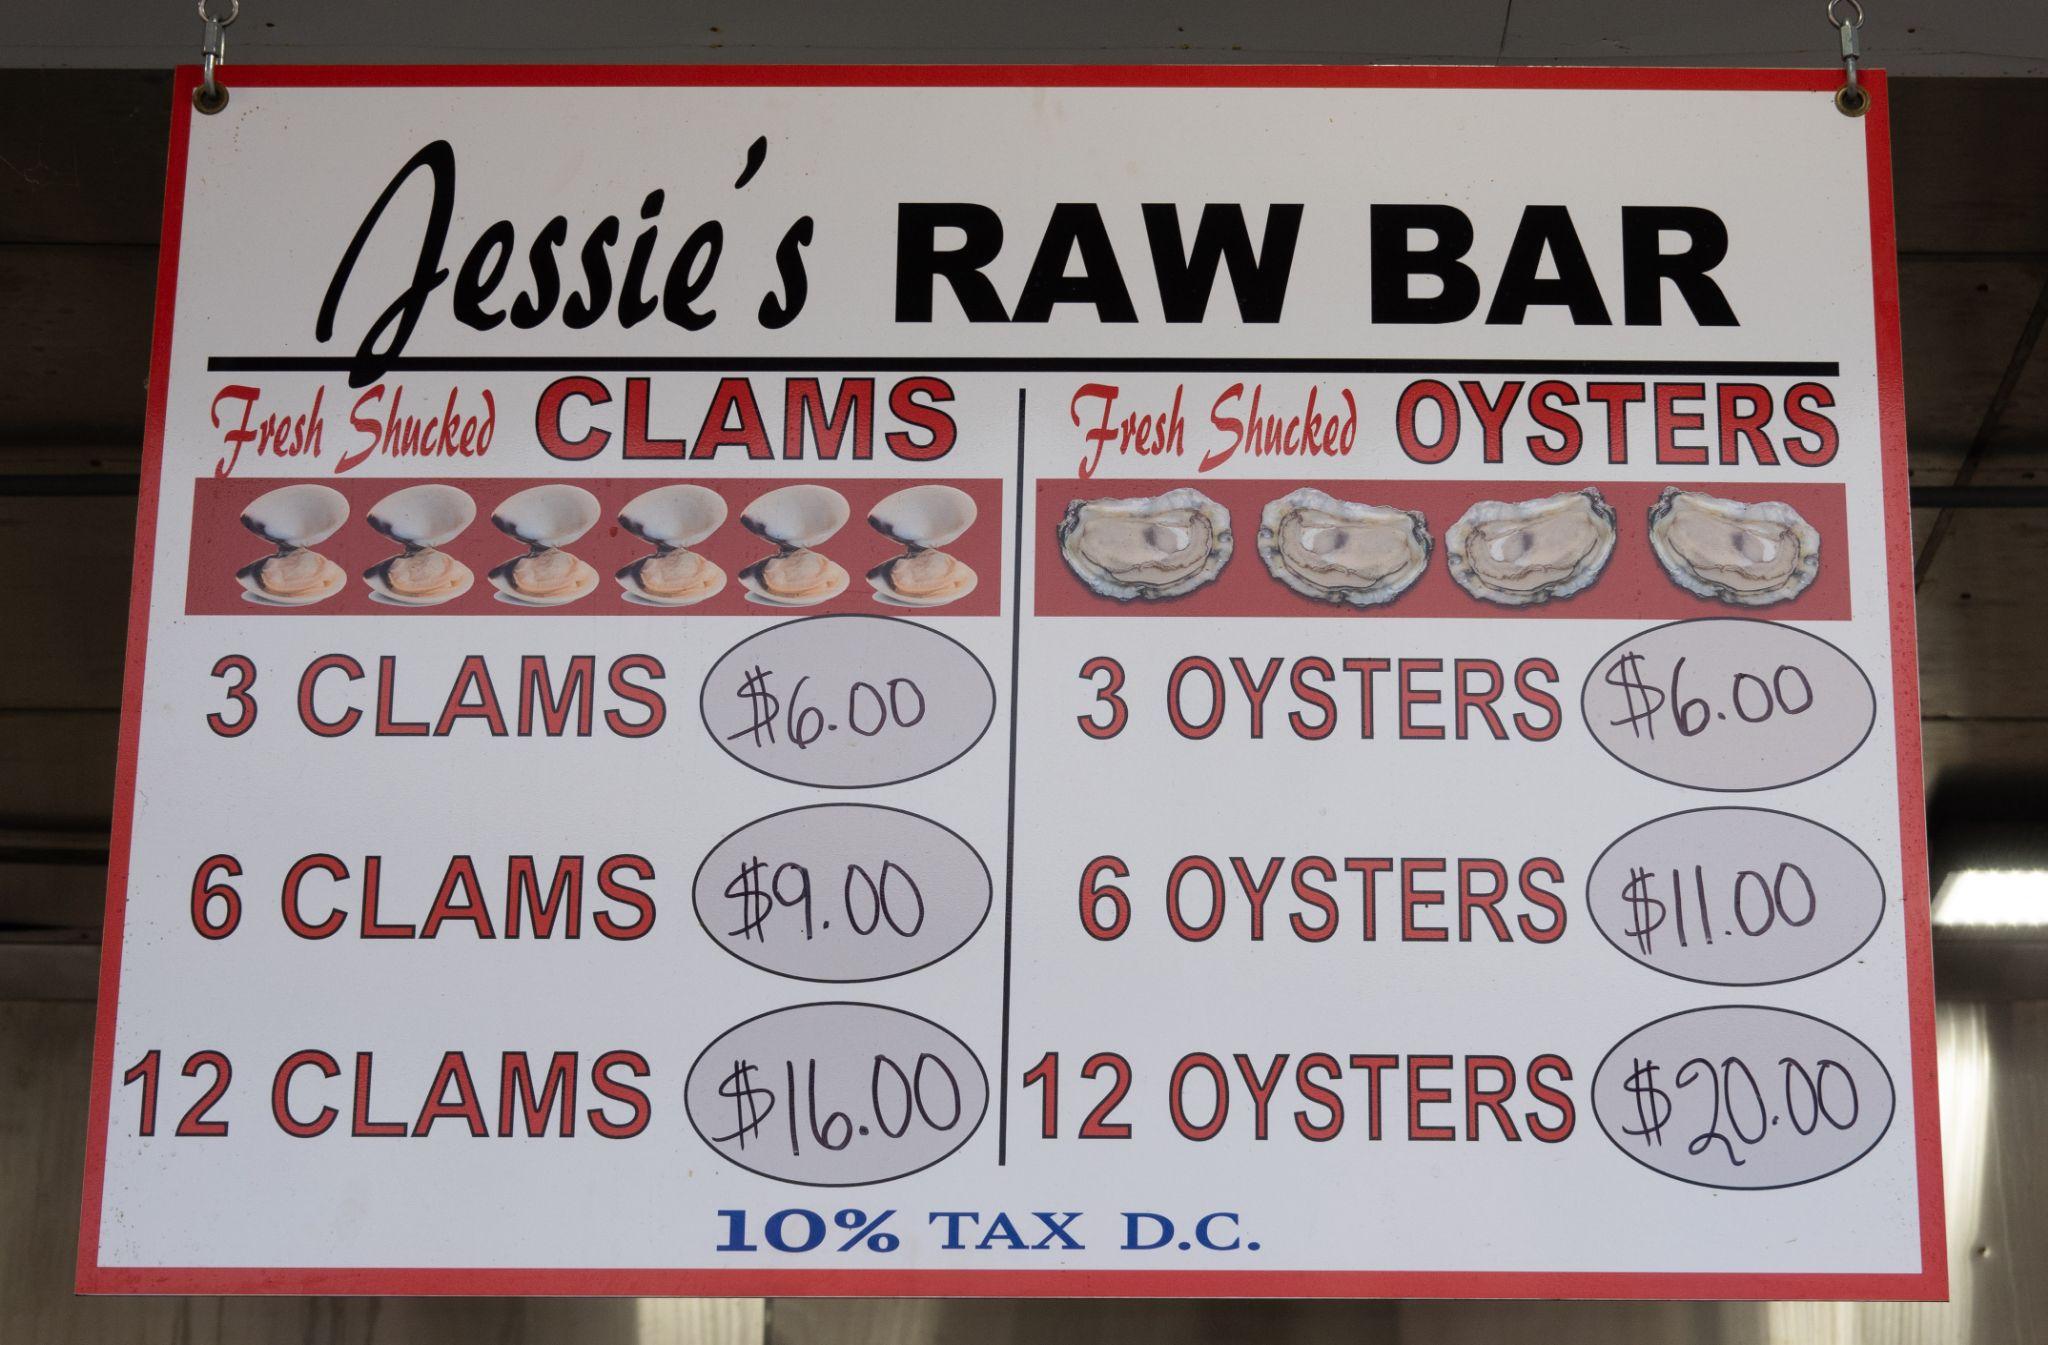 Jessie's RAW BAR
Fresh Shucked CLAMS
3 CLAMS $6.00
6 CLAMS $9.00
12 CLAMS $16.00
Fresh Shucked OYSTERS
3 OYSTERS $6.00
6 OYSTERS $11.00
12 OYSTERS $20.00
10% TAX D.C.